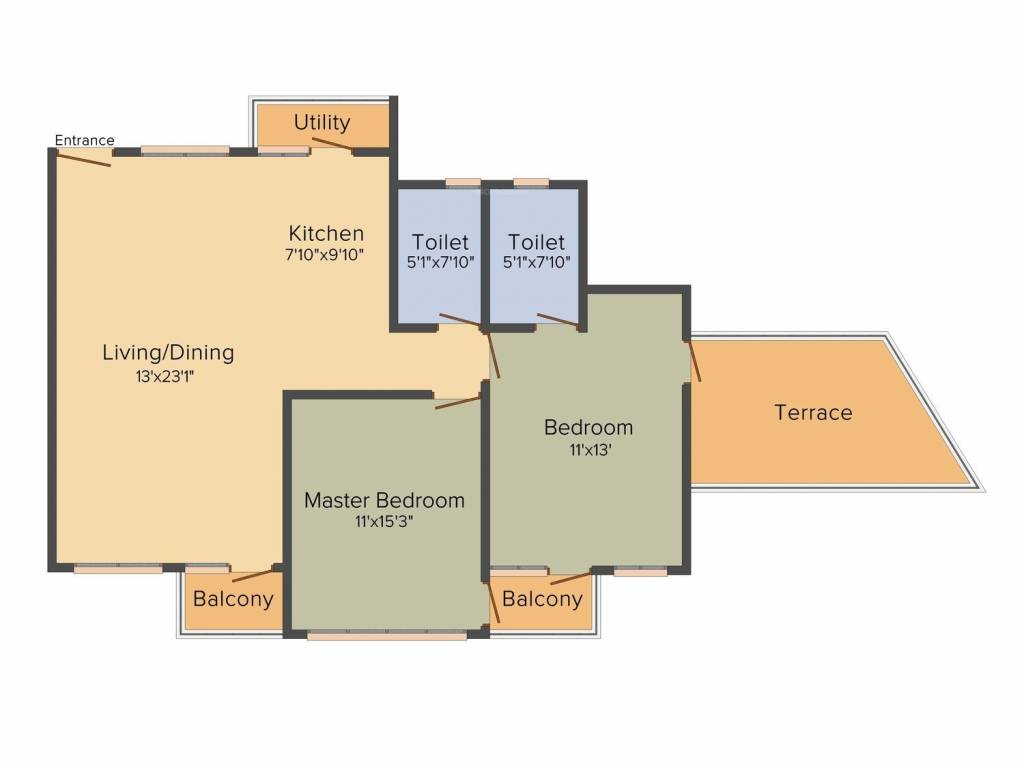 Utility
Entrance
Kitchen
7'10"x9'10"
Toilet
5'1"x7'10"
Toilet
5'1"x7'10"
Living/Dining
13'x23'1"
Terrace
Bedroom
11'x13'
Master Bedroom
11'x15'3"
Balcony
Balcony